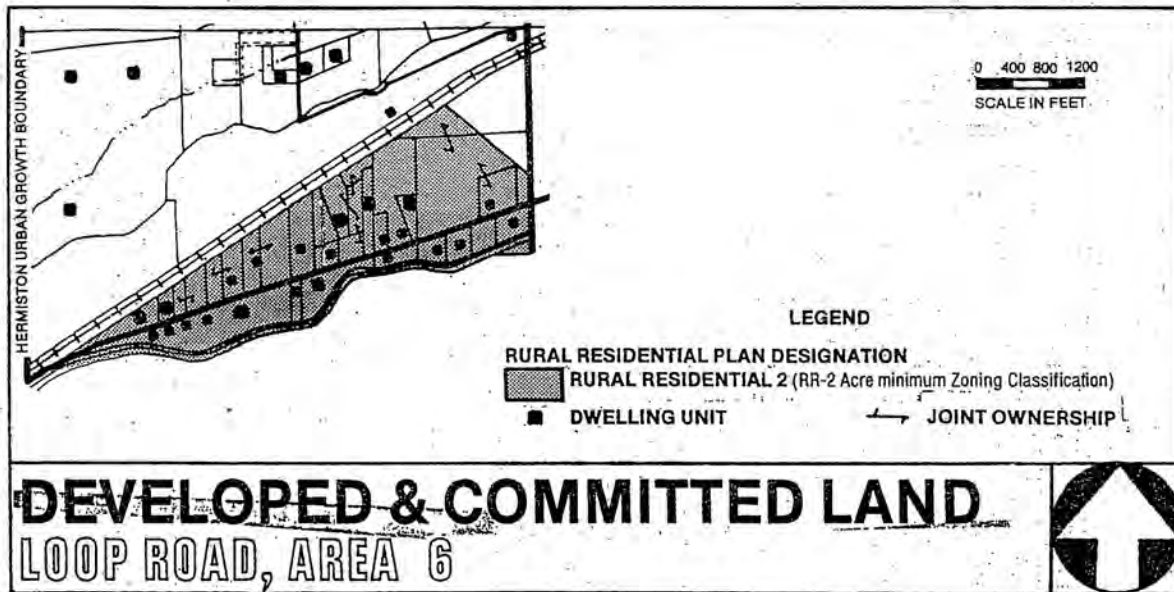 HERMISTON URBAN GROWTH BOUNDARY
0 400 800 1200
SCALE IN FEET
LEGEND
RURAL RESIDENTIAL PLAN DESIGNATION
RURAL RESIDENTIAL 2 (RR-2 Acre minimum Zoning Classification)
DWELLING UNIT
JOINT OWNERSHIP
DEVELOPED & COMMITTED LAND
LOOP ROAD, AREA 6